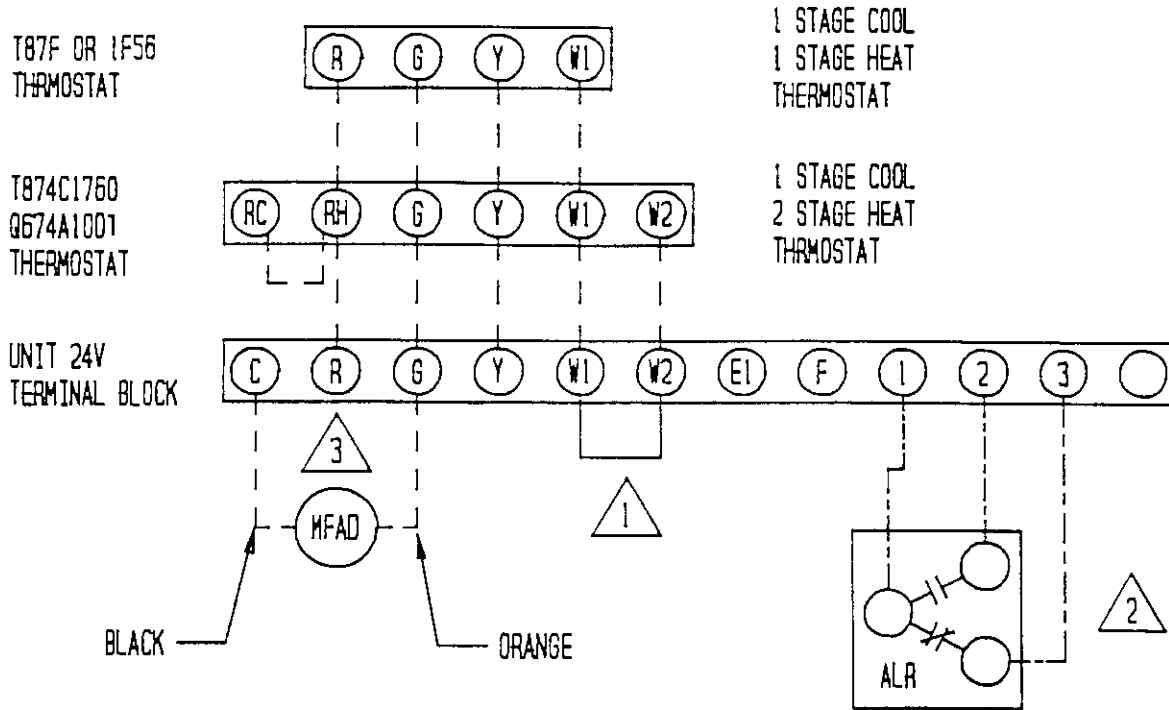 T87F OR 1F56
THRMOSTAT
R G Y W1
1 STAGE COOL
1 STAGE HEAT
THERMOSTAT
T874C1760
Q674A1001
THERMOSTAT
RC RH G Y W1 W2
1 STAGE COOL
2 STAGE HEAT
THRMOSTAT
UNIT 24V
TERMINAL BLOCK
C R G Y W1 W2 E1 F 1 2 3
3
1
MFAD
2
BLACK
ORANGE
ALR